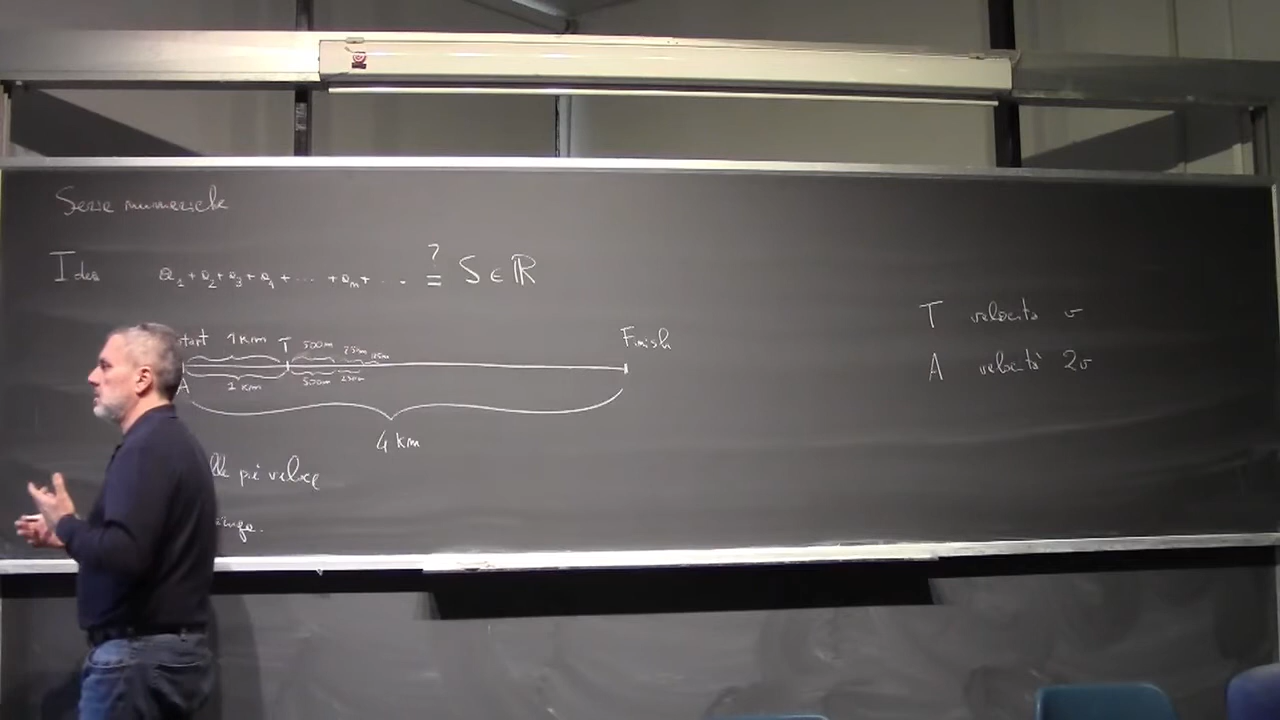 Serie numeriche
Idea a₁ + a₂ + a₃ + a₄ + ... + aₙ + ... =? S ∈ ℝ
tart 1 Km T 500m 250m 125m Finish
A 1 Km 500m 250m
4 Km
più veloce
T velocità v
A velocità 2v